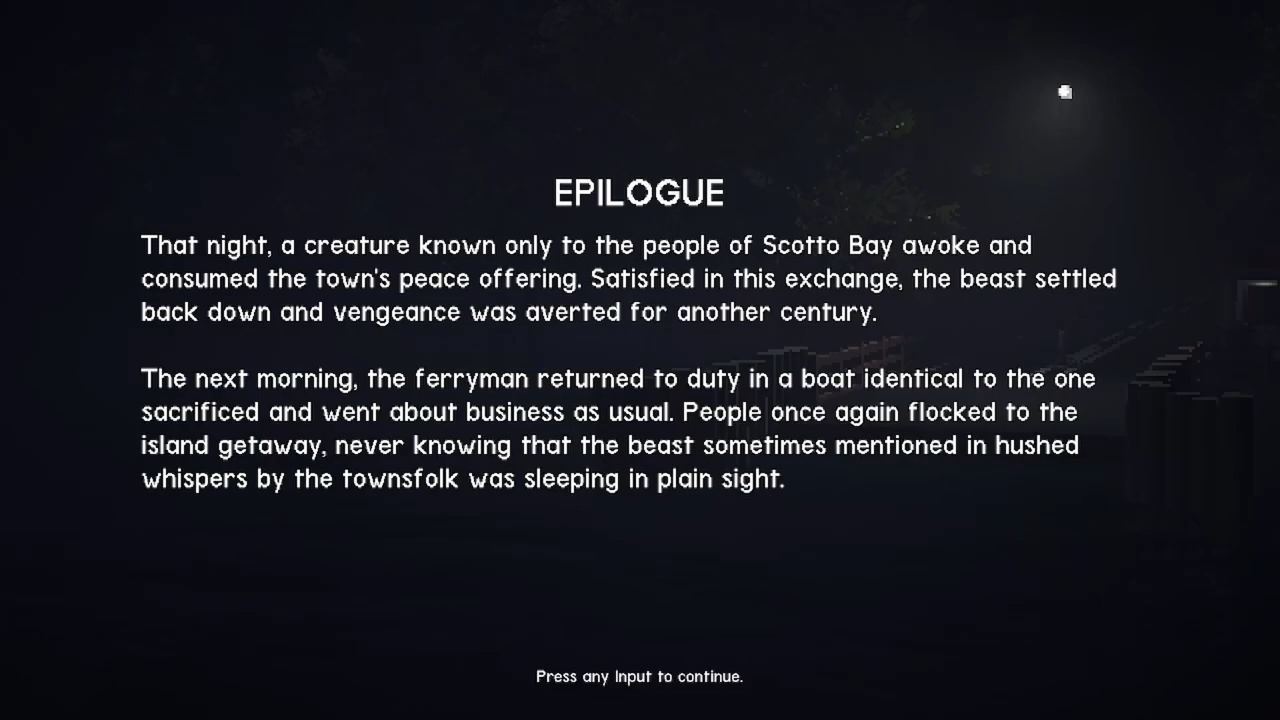 EPILOGUE
That night, a creature known only to the people of Scotto Bay awoke and
consumed the town's peace offering. Satisfied in this exchange, the beast settled
back down and vengeance was averted for another century.
The next morning, the ferryman returned to duty in a boat identical to the one
sacrificed and went about business as usual. People once again flocked to the
island getaway, never knowing that the beast sometimes mentioned in hushed
whispers by the townsfolk was sleeping in plain sight.
Press any Input to continue.